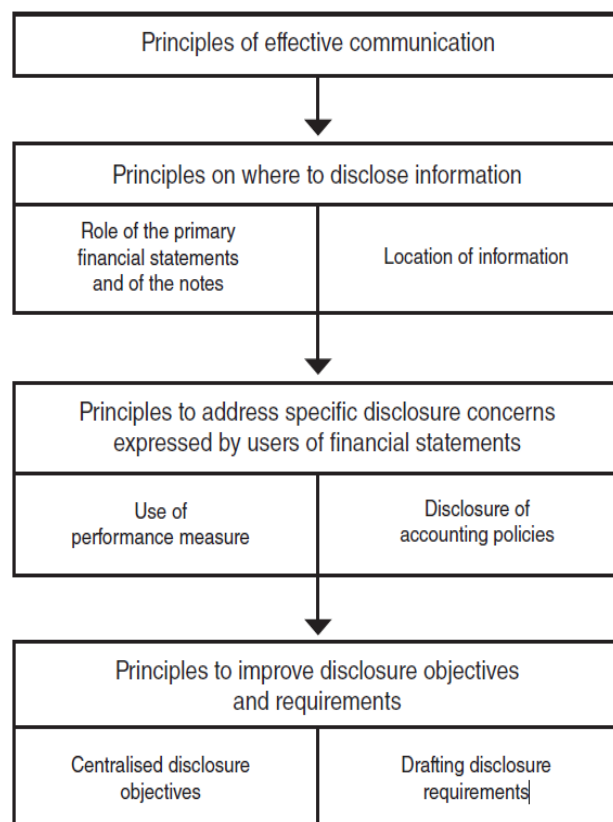 Principles of effective communication
Principles on where to disclose information
Role of the primary
financial statements
and of the notes
Location of information
Principles to address specific disclosure concerns
expressed by users of financial statements
Use of
performance measure
Disclosure of
accounting policies
Principles to improve disclosure objectives
and requirements
Centralised disclosure
objectives
Drafting disclosure
requirements